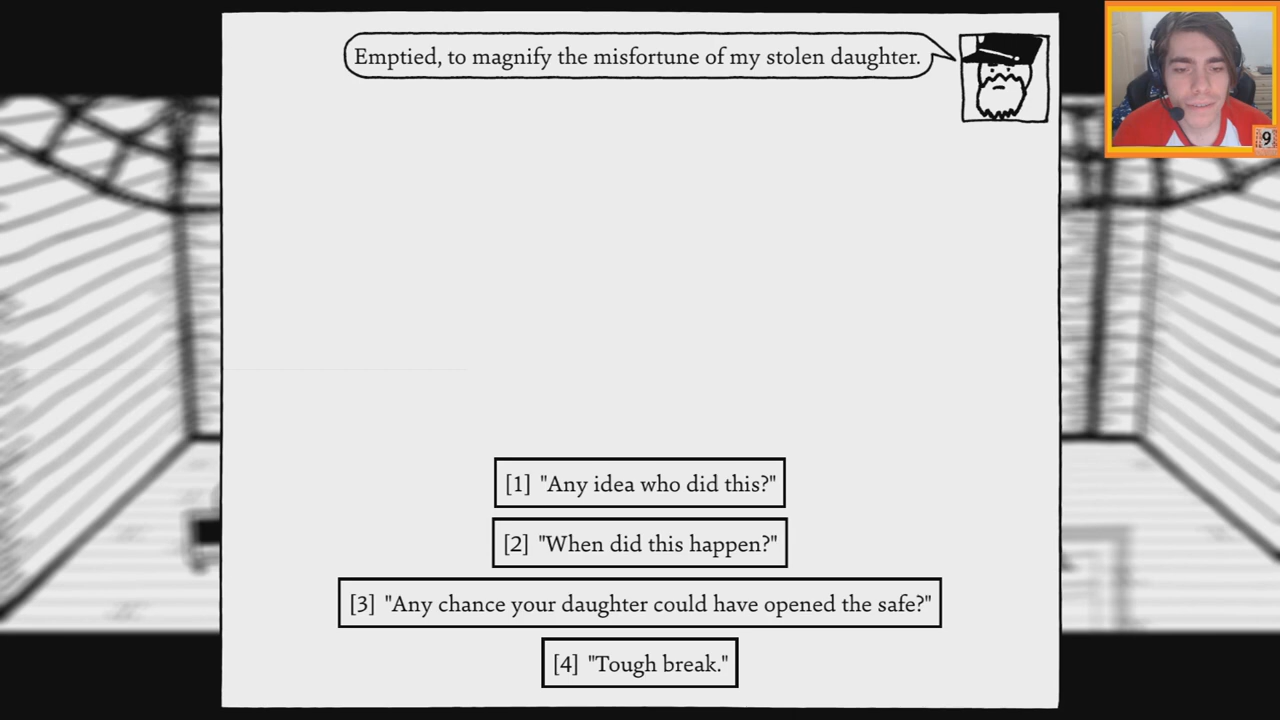 Emptied, to magnify the misfortune of my stolen daughter.
[1] "Any idea who did this?"
[2] "When did this happen?"
[3] "Any chance your daughter could have opened the safe?"
[4] "Tough break."
9